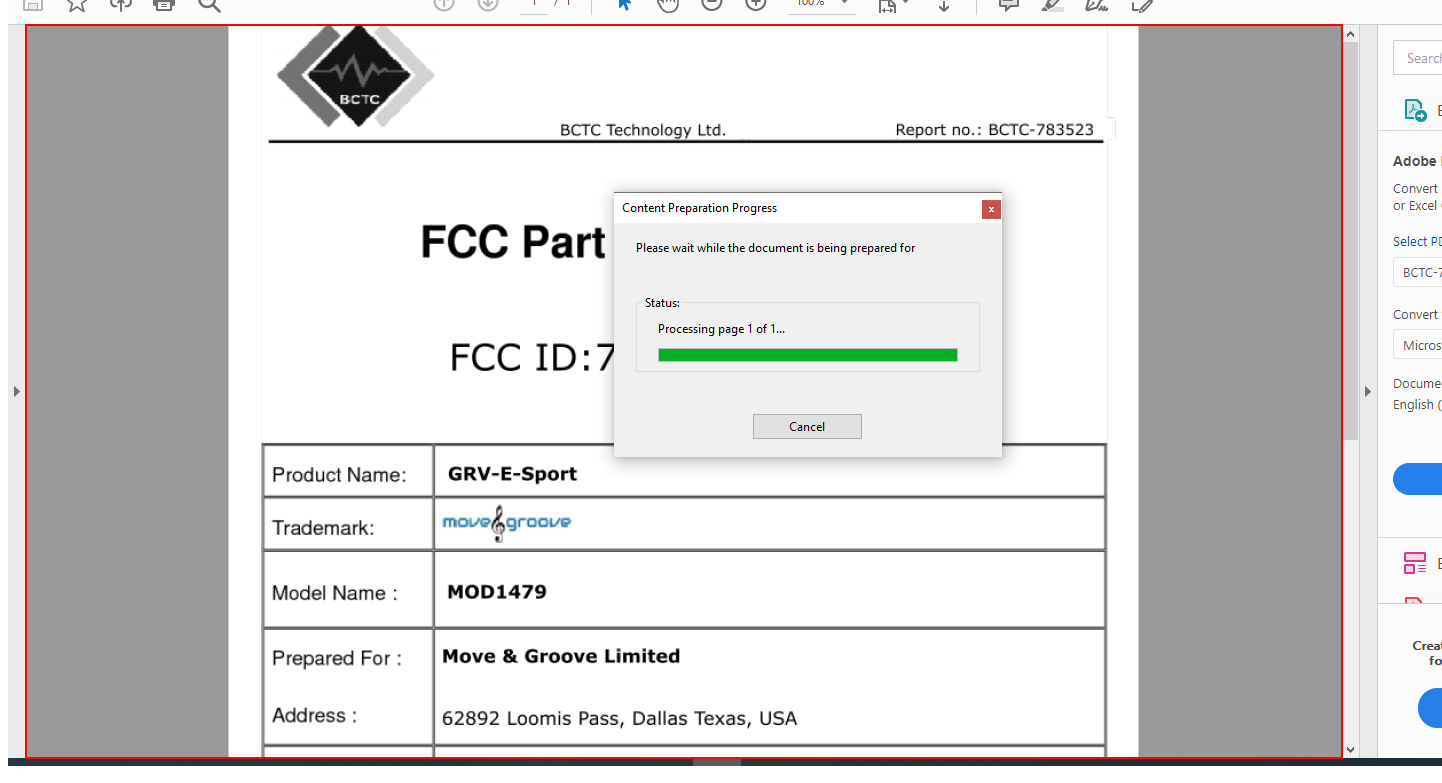 1 / 1
100%
BCTC
BCTC Technology Ltd.
Report no.: BCTC-783523
FCC Part
FCC ID:7
Content Preparation Progress
x
Please wait while the document is being prepared for
Status:
Processing page 1 of 1...
Cancel
Product Name:
GRV-E-Sport
Trademark:
move groove
Model Name :
MOD1479
Prepared For :
Move & Groove Limited
Address :
62892 Loomis Pass, Dallas Texas, USA
Search
Adobe
Convert
or Excel
Select PD
BCTC-7
Convert
Micros
Docume
English (
Creat
fo